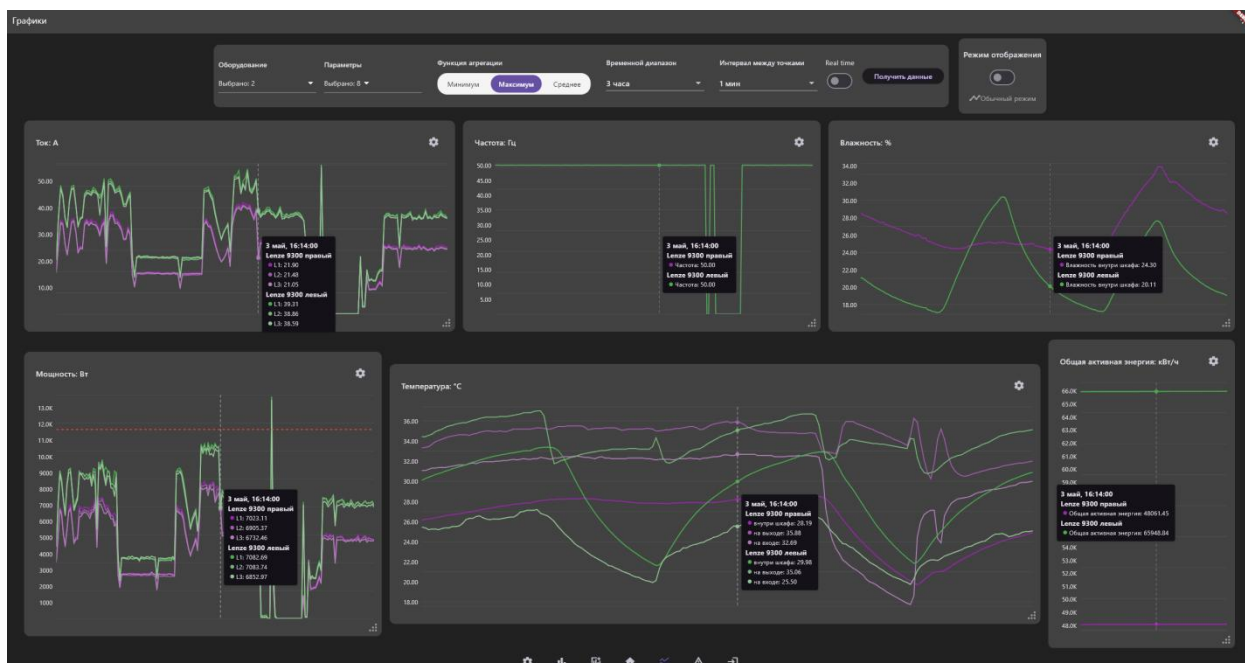 Графики
Оборудование
Выбрано: 2
Параметры
Выбрано: 8
Функция агрегации
Минимум Максимум Среднее
Временной диапазон
3 часа
Интервал между точками
1 мин
Real time
Получить данные
Режим отображения
Обычный режим
Ток: А
50.00
40.00
30.00
20.00
10.00
3 май, 16:14:00
Lenze 9300 правый
L1: 21.90
L2: 21.43
L3: 21.05
Lenze 9300 левый
L1: 39.31
L2: 38.86
L3: 38.59
Частота: Гц
50.00
45.00
40.00
35.00
30.00
25.00
20.00
15.00
10.00
5.00
3 май, 16:14:00
Lenze 9300 правый
Частота: 50.00
Lenze 9300 левый
Частота: 50.00
Влажность: %
34.00
32.00
30.00
28.00
26.00
24.00
22.00
20.00
18.00
3 май, 16:14:00
Lenze 9300 правый
Влажность внутри шкафа: 24.30
Lenze 9300 левый
Влажность внутри шкафа: 20.11
Мощность: Вт
13.0K
12.0K
11.0K
10.0K
9000
8000
7000
6000
5000
4000
3000
2000
1000
3 май, 16:14:00
Lenze 9300 правый
L1: 7023.11
L2: 6905.37
L3: 6732.46
Lenze 9300 левый
L1: 7082.69
L2: 7083.74
L3: 6852.97
Температура: °C
36.00
34.00
32.00
30.00
28.00
26.00
24.00
22.00
20.00
18.00
3 май, 16:14:00
Lenze 9300 правый
внутри шкафа: 28.19
на выходе: 35.88
на входе: 32.69
Lenze 9300 левый
внутри шкафа: 29.98
на выходе: 35.06
на входе: 25.50
Общая активная энергия: кВт/ч
66.0K
65.0K
64.0K
63.0K
62.0K
61.0K
60.0K
59.0K
3 май, 16:14:00
Lenze 9300 правый
Общая активная энергия: 48061.45
Lenze 9300 левый
Общая активная энергия: 65948.84
54.0K
53.0K
52.0K
51.0K
50.0K
49.0K
48.0K